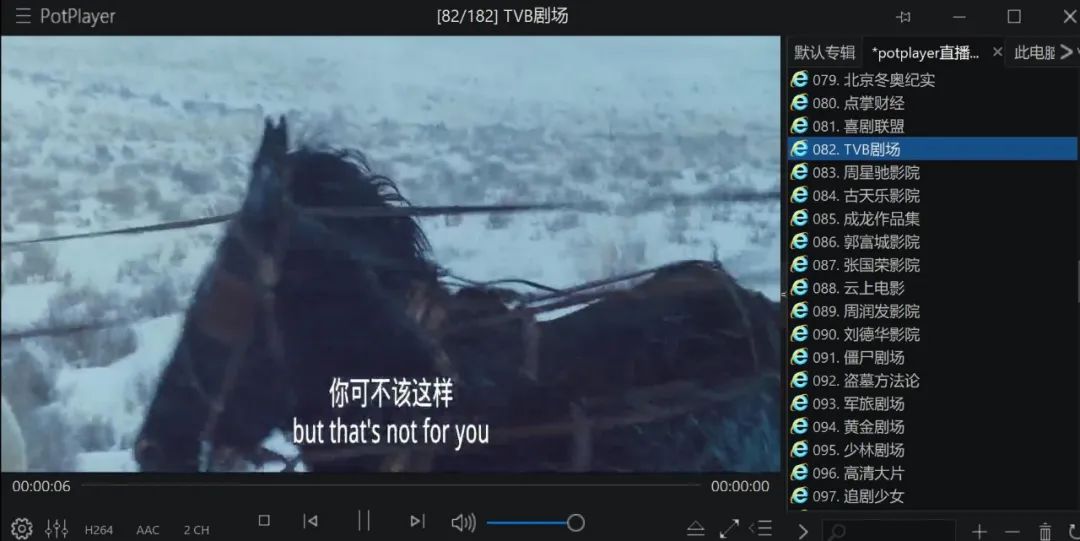 PotPlayer
[82/182] TVB剧场
默认专辑
*potplayer直播...
此电脑
079. 北京冬奥纪实
080. 点掌财经
081. 喜剧联盟
082. TVB剧场
083. 周星驰影院
084. 古天乐影院
085. 成龙作品集
086. 郭富城影院
087. 张国荣影院
088. 云上电影
089. 周润发影院
090. 刘德华影院
091. 僵尸剧场
092. 盗墓方法论
093. 军旅剧场
094. 黄金剧场
095. 少林剧场
096. 高清大片
097. 追剧少女
你可不该这样
but that's not for you
00:00:06
00:00:00
H264
AAC
2 CH